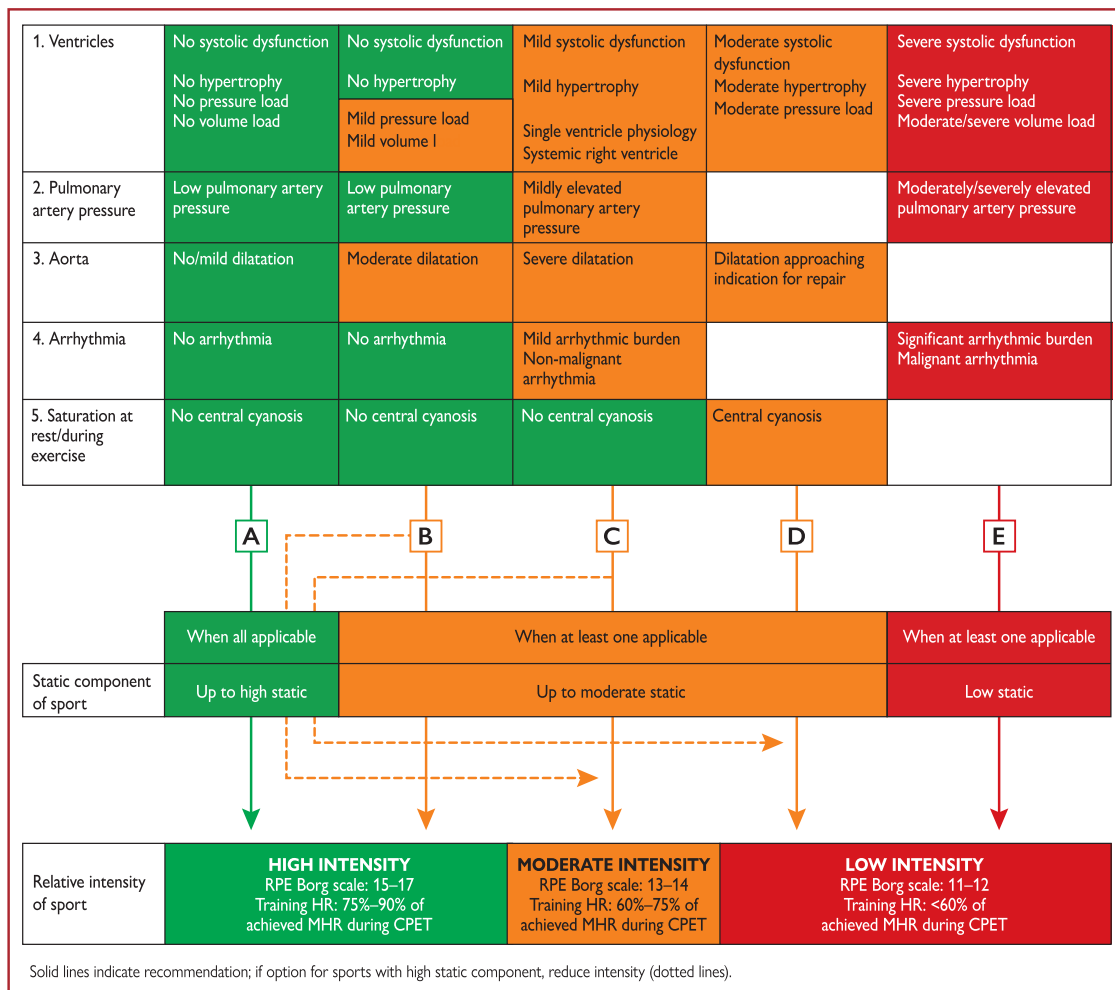 1. Ventricles
No systolic dysfunction
No hypertrophy
No pressure load
No volume load
No systolic dysfunction
No hypertrophy
Mild pressure load
Mild volume l
Mild systolic dysfunction
Mild hypertrophy
Single ventricle physiology
Systemic right ventricle
Moderate systolic
dysfunction
Moderate hypertrophy
Moderate pressure load
Severe systolic dysfunction
Severe hypertrophy
Severe pressure load
Moderate/severe volume load
2. Pulmonary
artery pressure
Low pulmonary artery
pressure
Low pulmonary
artery pressure
Mildly elevated
pulmonary artery
pressure
Moderately/severely elevated
pulmonary artery pressure
3. Aorta
No/mild dilatation
Moderate dilatation
Severe dilatation
Dilatation approaching
indication for repair
4. Arrhythmia
No arrhythmia
No arrhythmia
Mild arrhythmic burden
Non-malignant
arrhythmia
Significant arrhythmic burden
Malignant arrhythmia
5. Saturation at
rest/during
exercise
No central cyanosis
No central cyanosis
No central cyanosis
Central cyanosis
A
B
C
D
E
When all applicable
When at least one applicable
When at least one applicable
Static component
of sport
Up to high static
Up to moderate static
Low static
Relative intensity
of sport
HIGH INTENSITY
RPE Borg scale: 15–17
Training HR: 75%–90% of
achieved MHR during CPET
MODERATE INTENSITY
RPE Borg scale: 13–14
Training HR: 60%–75% of
achieved MHR during CPET
LOW INTENSITY
RPE Borg scale: 11–12
Training HR: <60% of
achieved MHR during CPET
Solid lines indicate recommendation; if option for sports with high static component, reduce intensity (dotted lines).